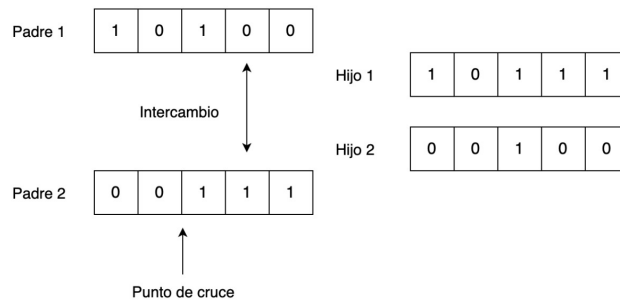 Padre 1 1 0 1 0 0
Hijo 1 1 0 1 1 1
Intercambio
Hijo 2 0 0 1 0 0
Padre 2 0 0 1 1 1
Punto de cruce